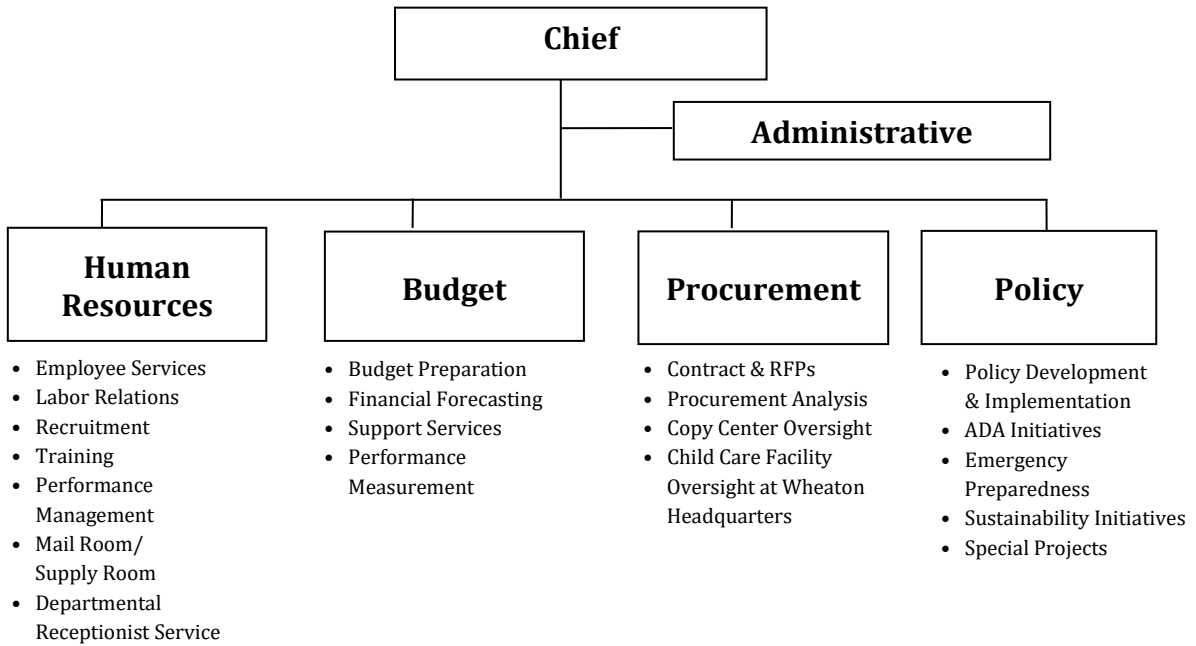 Chief
Administrative
Human
Resources
• Employee Services
• Labor Relations
• Recruitment
• Training
• Performance
Management
• Mail Room/
Supply Room
• Departmental
Receptionist Service
Budget
• Budget Preparation
• Financial Forecasting
• Support Services
• Performance
Measurement
Procurement
• Contract & RFPs
• Procurement Analysis
• Copy Center Oversight
• Child Care Facility
Oversight at Wheaton
Headquarters
Policy
• Policy Development
& Implementation
• ADA Initiatives
• Emergency
Preparedness
• Sustainability Initiatives
• Special Projects